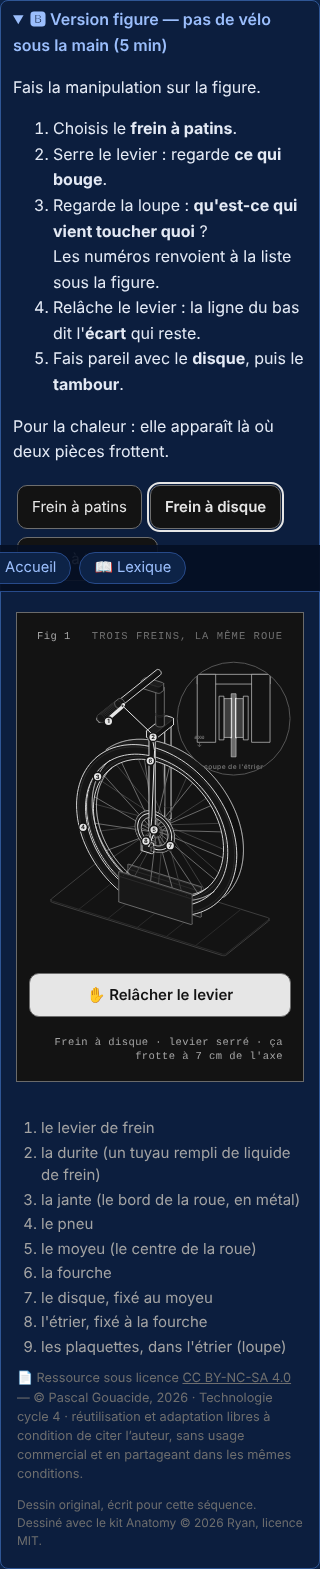 ▼ 🅱 Version figure — pas de vélo
sous la main (5 min)
Fais la manipulation sur la figure.
1. Choisis le frein à patins.
2. Serre le levier : regarde ce qui
bouge.
3. Regarde la loupe : qu'est-ce qui
vient toucher quoi ?
Les numéros renvoient à la liste
sous la figure.
4. Relâche le levier : la ligne du bas
dit l'écart qui reste.
5. Fais pareil avec le disque, puis le
tambour.
Pour la chaleur : elle apparaît là où
deux pièces frottent.
Frein à patins
Frein à disque
Accueil
📖 Lexique
Fig 1 TROIS FREINS, LA MÊME ROUE
axe
coupe de l'étrier
1
2
6
3
4
5
8
7
✋ Relâcher le levier
Frein à disque · levier serré · ça
frotte à 7 cm de l'axe
1. le levier de frein
2. la durite (un tuyau rempli de liquide
de frein)
3. la jante (le bord de la roue, en métal)
4. le pneu
5. le moyeu (le centre de la roue)
6. la fourche
7. le disque, fixé au moyeu
8. l'étrier, fixé à la fourche
9. les plaquettes, dans l'étrier (loupe)
📄 Ressource sous licence CC BY-NC-SA 4.0
— © Pascal Gouacide, 2026 · Technologie
cycle 4 · réutilisation et adaptation libres à
condition de citer l'auteur, sans usage
commercial et en partageant dans les mêmes
conditions.
Dessin original, écrit pour cette séquence.
Dessiné avec le kit Anatomy © 2026 Ryan, licence
MIT.